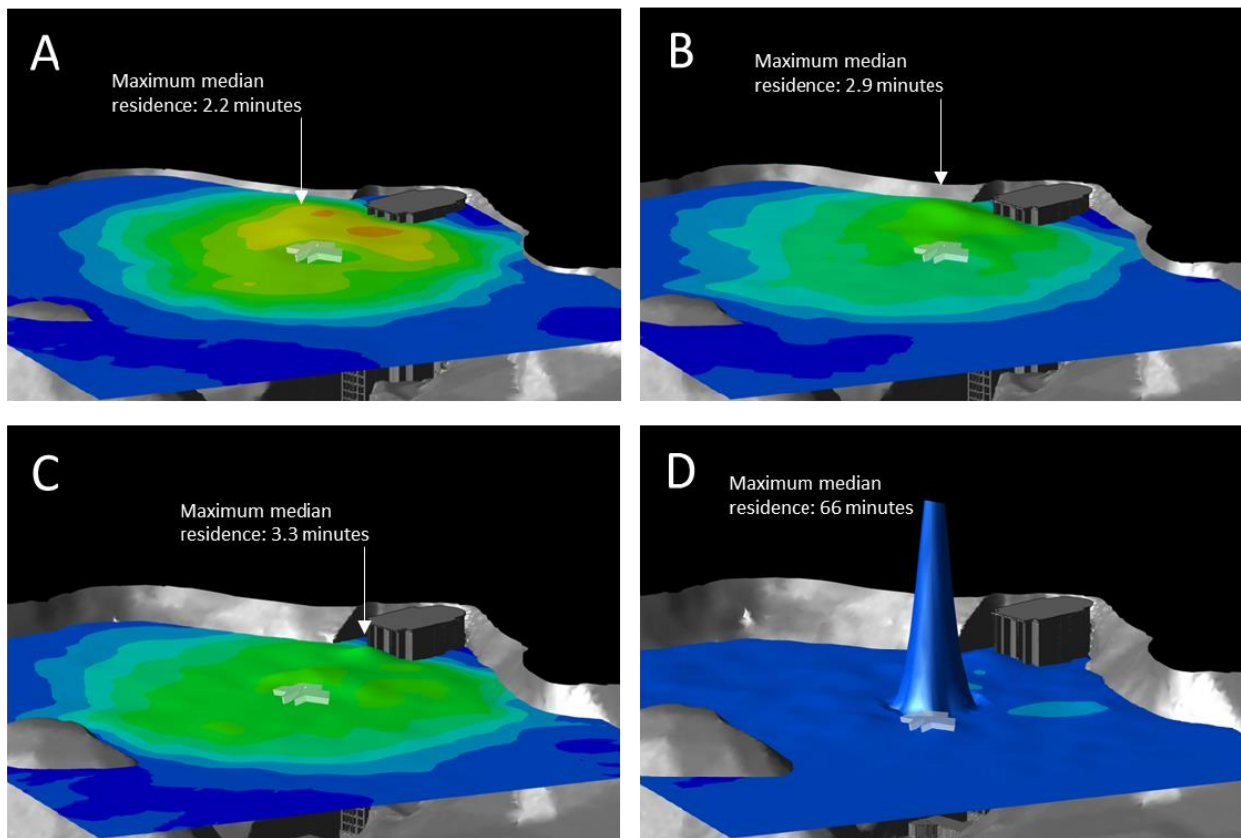 A
Maximum median
residence: 2.2 minutes
B
Maximum median
residence: 2.9 minutes
C
Maximum median
residence: 3.3 minutes
D
Maximum median
residence: 66 minutes